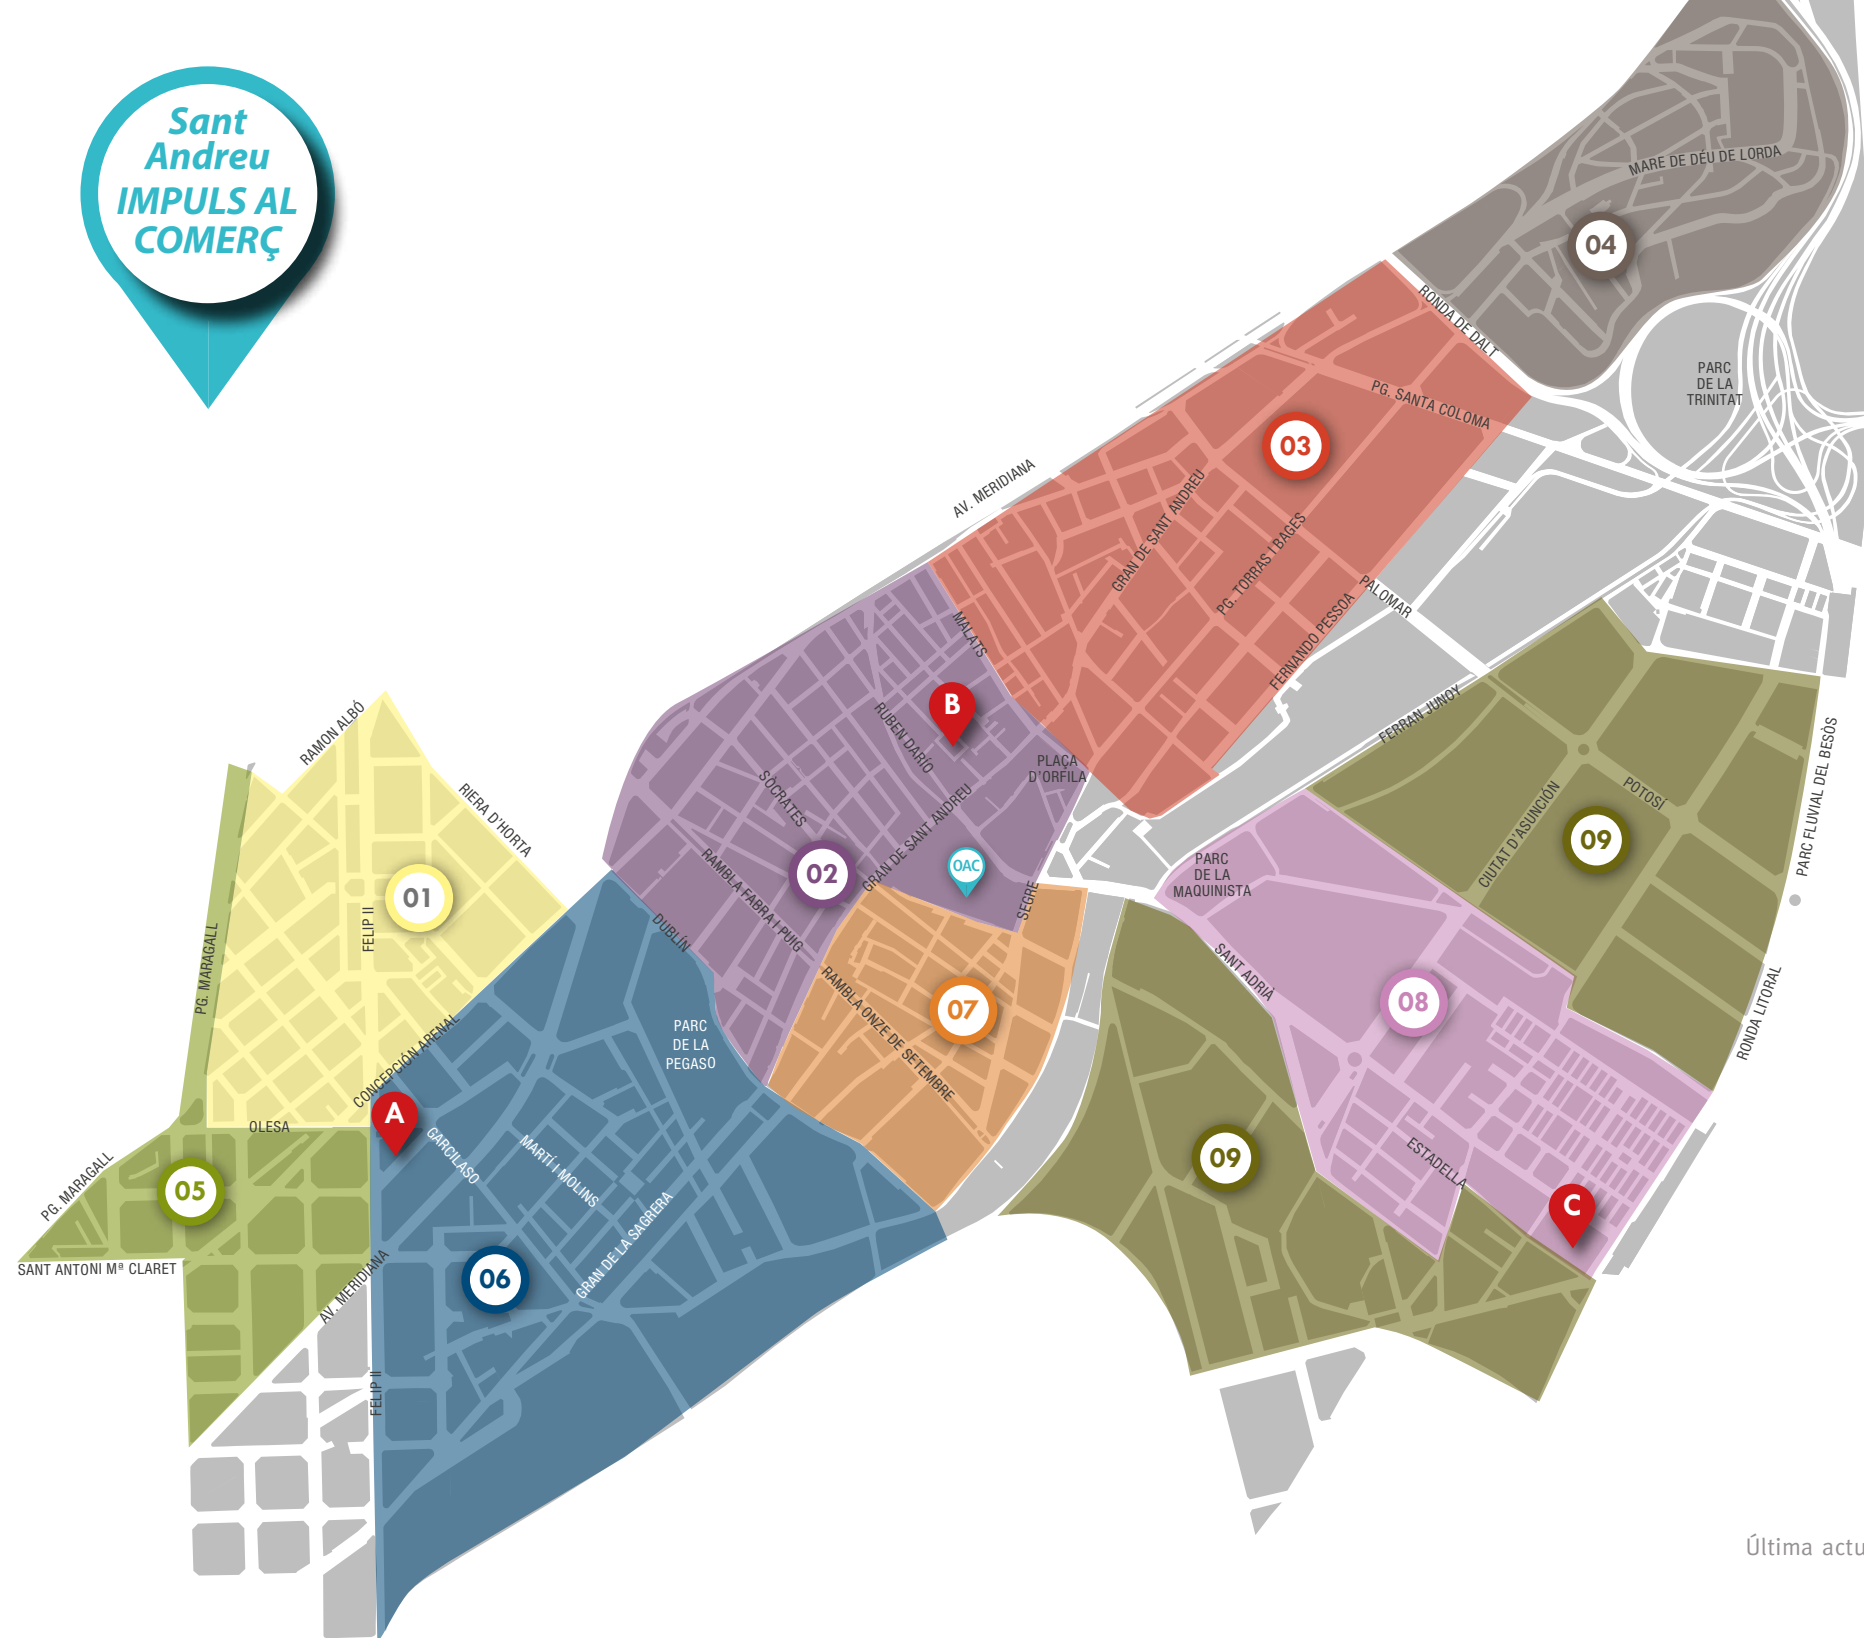 Sant
Andreu
IMPULS AL
COMERÇ
MARE DE DÉU DE LORDA
04
RONDA DE DALT
PARC
DE LA
TRINITAT
PG. SANTA COLOMA
03
AV. MERIDIANA
GRAN DE SANT ANDREU
PG. TORRAS I BAGES
FERNANDO PESSOA
PALOMAR
MALATS
B
RUBEN DARÍO
PLAÇA
D'ORFILA
SÒCRATES
GRAN DE SANT ANDREU
RAMBLA FABRA I PUIG
02
OAC
SEGRE
DUBLÍN
FERRAN JUNOY
CIUTAT D'ASUNCIÓN
POTOSÍ
09
PARC FLUVIAL DEL BESÒS
RONDA LITORAL
PARC
DE LA
MAQUINISTA
SANT ADRIÀ
08
ESTADELLA
C
09
RAMON ALBÓ
RIERA D'HORTA
01
FELIP II
PG. MARAGALL
CONCEPCIÓN ARENAL
OLESA
A
PG. MARAGALL
05
SANT ANTONI Mª CLARET
AV. MERIDIANA
FELIP II
GARCILASO
MARTÍ I MOLINS
GRAN DE LA SAGRERA
06
PARC
DE LA
PEGASO
07
RAMBLA ONZE DE SETEMBRE
Última actu